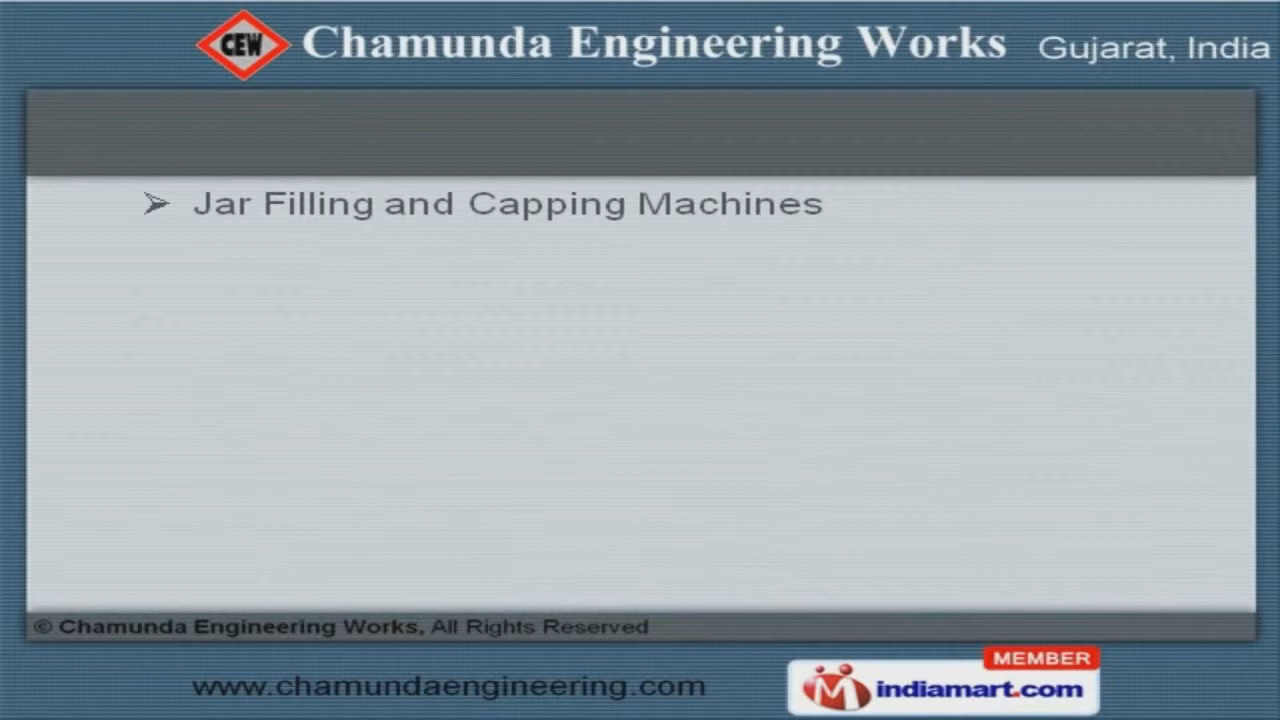 CEW Chamunda Engineering Works Gujarat, India
➢ Jar Filling and Capping Machines
© Chamunda Engineering Works, All Rights Reserved
MEMBER
www.chamundaengineering.com
M indiamart.com